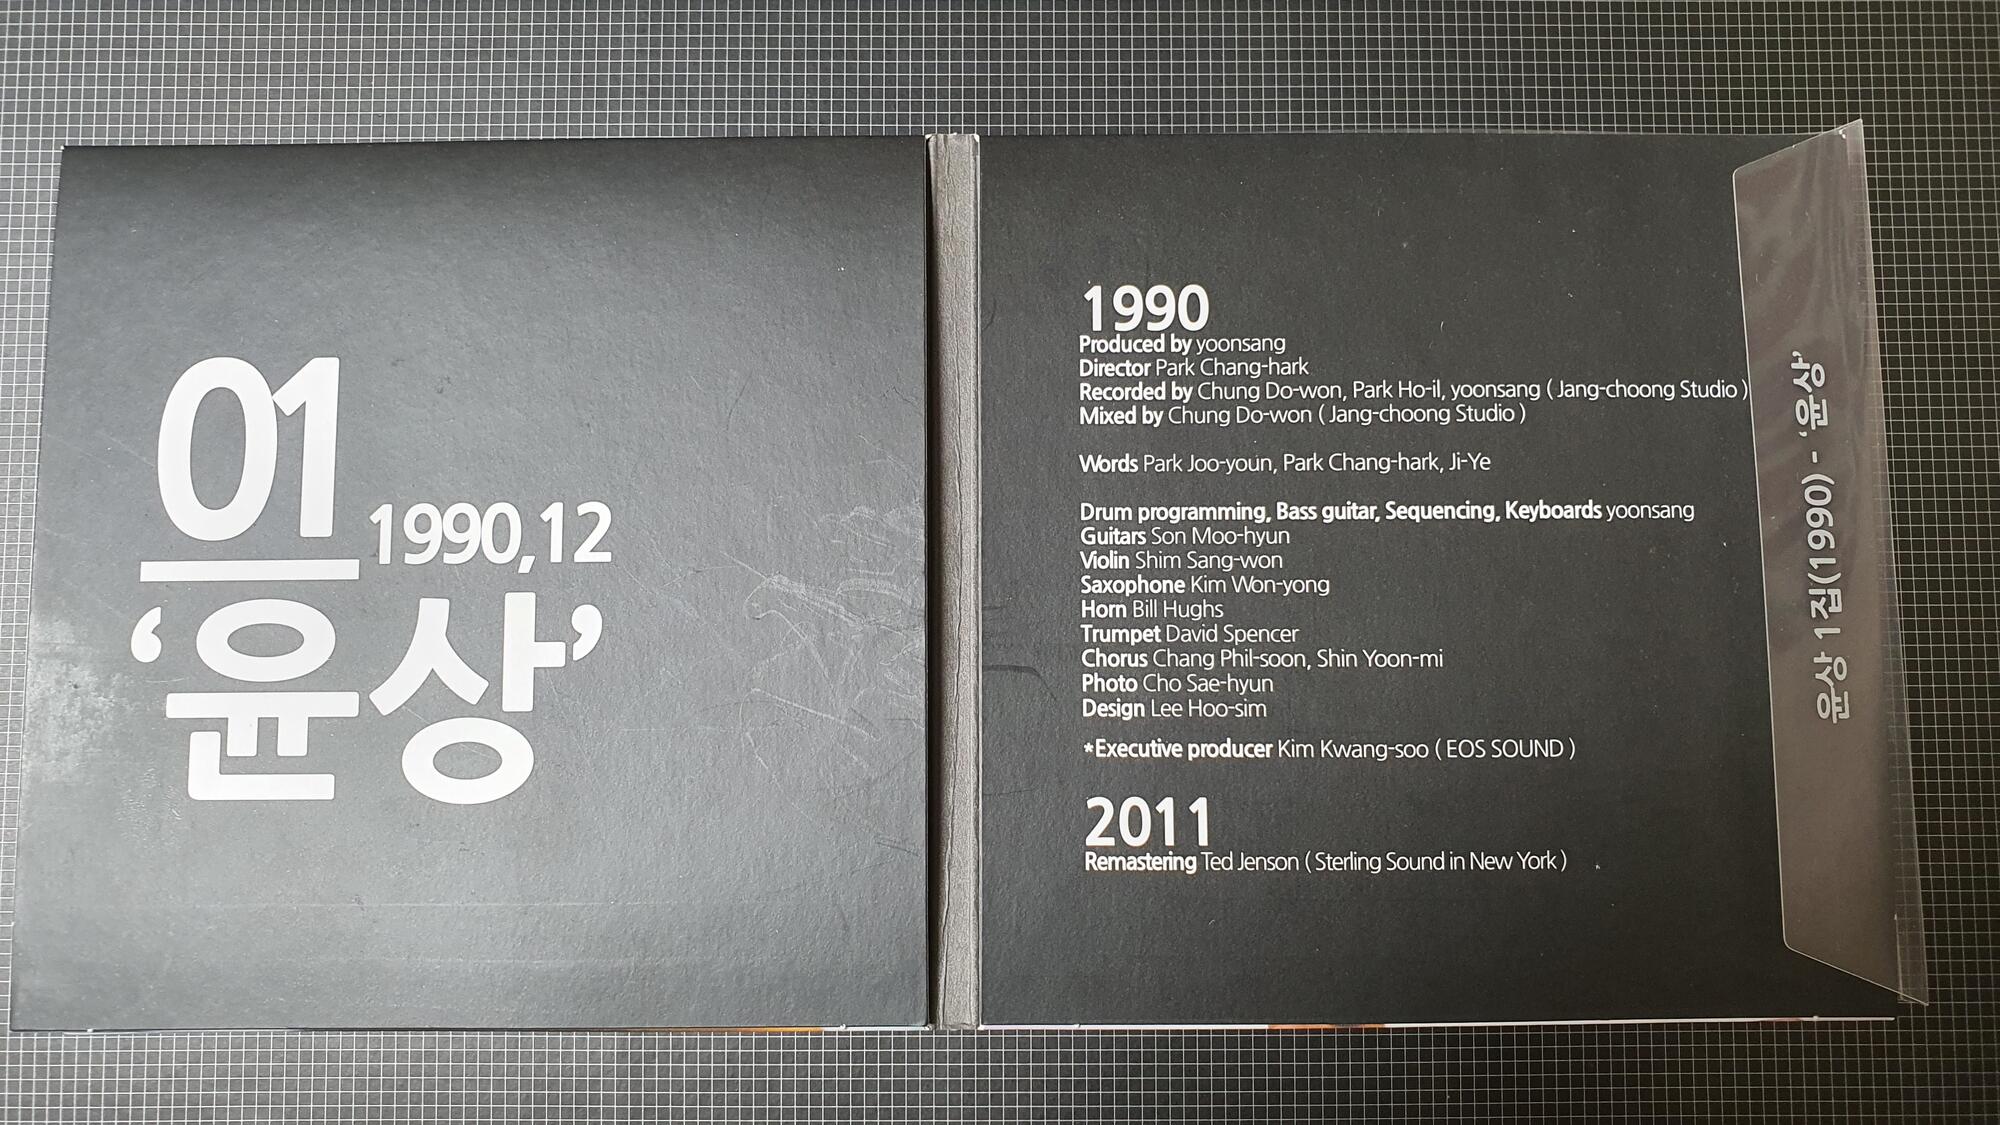 01
1990,12
‘윤상’
1990
Produced by yoonsang
Director Park Chang-hark
Recorded by Chung Do-won, Park Ho-il, yoonsang ( Jang-choong Studio )
Mixed by Chung Do-won ( Jang-choong Studio )
Words Park Joo-youn, Park Chang-hark, Ji-Ye
Drum programming, Bass guitar, Sequencing, Keyboards yoonsang
Guitars Son Moo-hyun
Violin Shim Sang-won
Saxophone Kim Won-yong
Horn Bill Hughs
Trumpet David Spencer
Chorus Chang Phil-soon, Shin Yoon-mi
Photo Cho Sae-hyun
Design Lee Hoo-sim
*Executive producer Kim Kwang-soo ( EOS SOUND )
2011
Remastering Ted Jenson ( Sterling Sound in New York )
윤상 1집(1990) - ‘윤상’